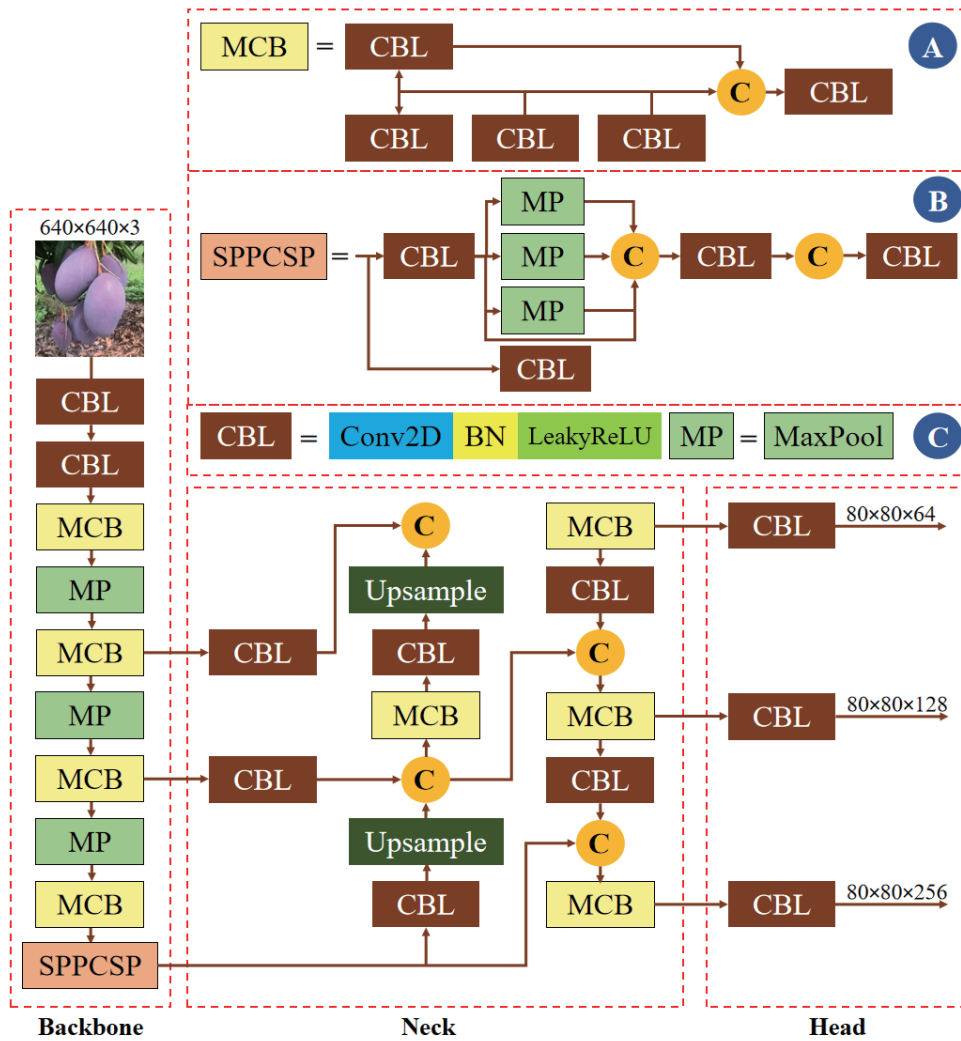 MCB = CBL
A
C
CBL
CBL CBL CBL
B
MP
SPPCSP = CBL MP C CBL C CBL
MP
CBL
CBL = Conv2D BN LeakyReLU MP = MaxPool C
640×640×3
CBL
CBL
MCB
MP
MCB
MP
MCB
MP
MCB
SPPCSP
Backbone
C
Upsample
CBL
CBL
MCB
CBL
C
Upsample
CBL
MCB
CBL
C
MCB
CBL
C
MCB
Neck
CBL 80×80×64
CBL 80×80×128
CBL 80×80×256
Head